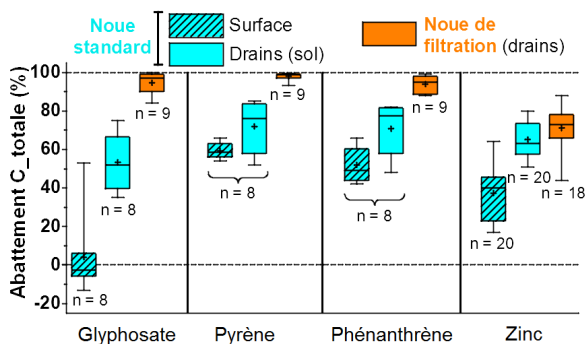 Noue standard
Surface
Drains (sol)
Noue de
filtration (drains)
Abattement C_totale (%)
100
80
60
40
20
0
-20
n = 8
n = 8
n = 9
n = 8
n = 9
n = 8
n = 9
n = 20
n = 20
n = 18
Glyphosate
Pyrène
Phénanthrène
Zinc